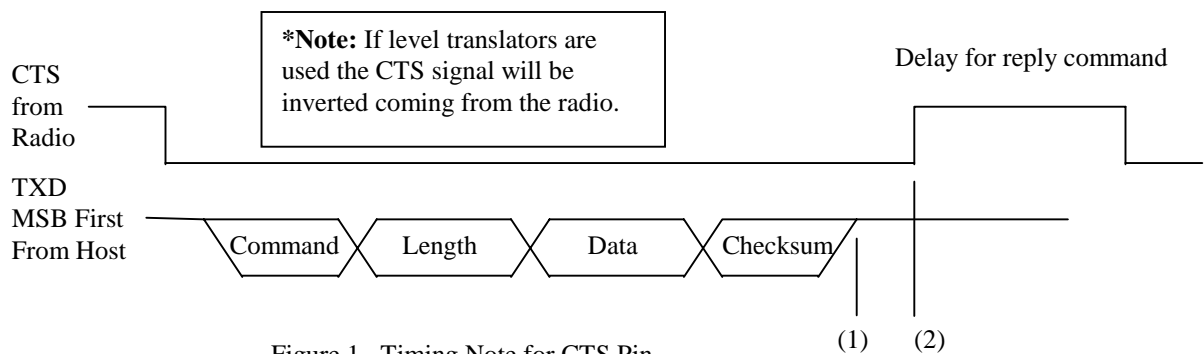 *Note: If level translators are
used the CTS signal will be
inverted coming from the radio.
Delay for reply command
CTS
from
Radio
TXD
MSB First
From Host
Command
Length
Data
Checksum
(1)
(2)
Figure 1 - Timing Note for CTS Pin